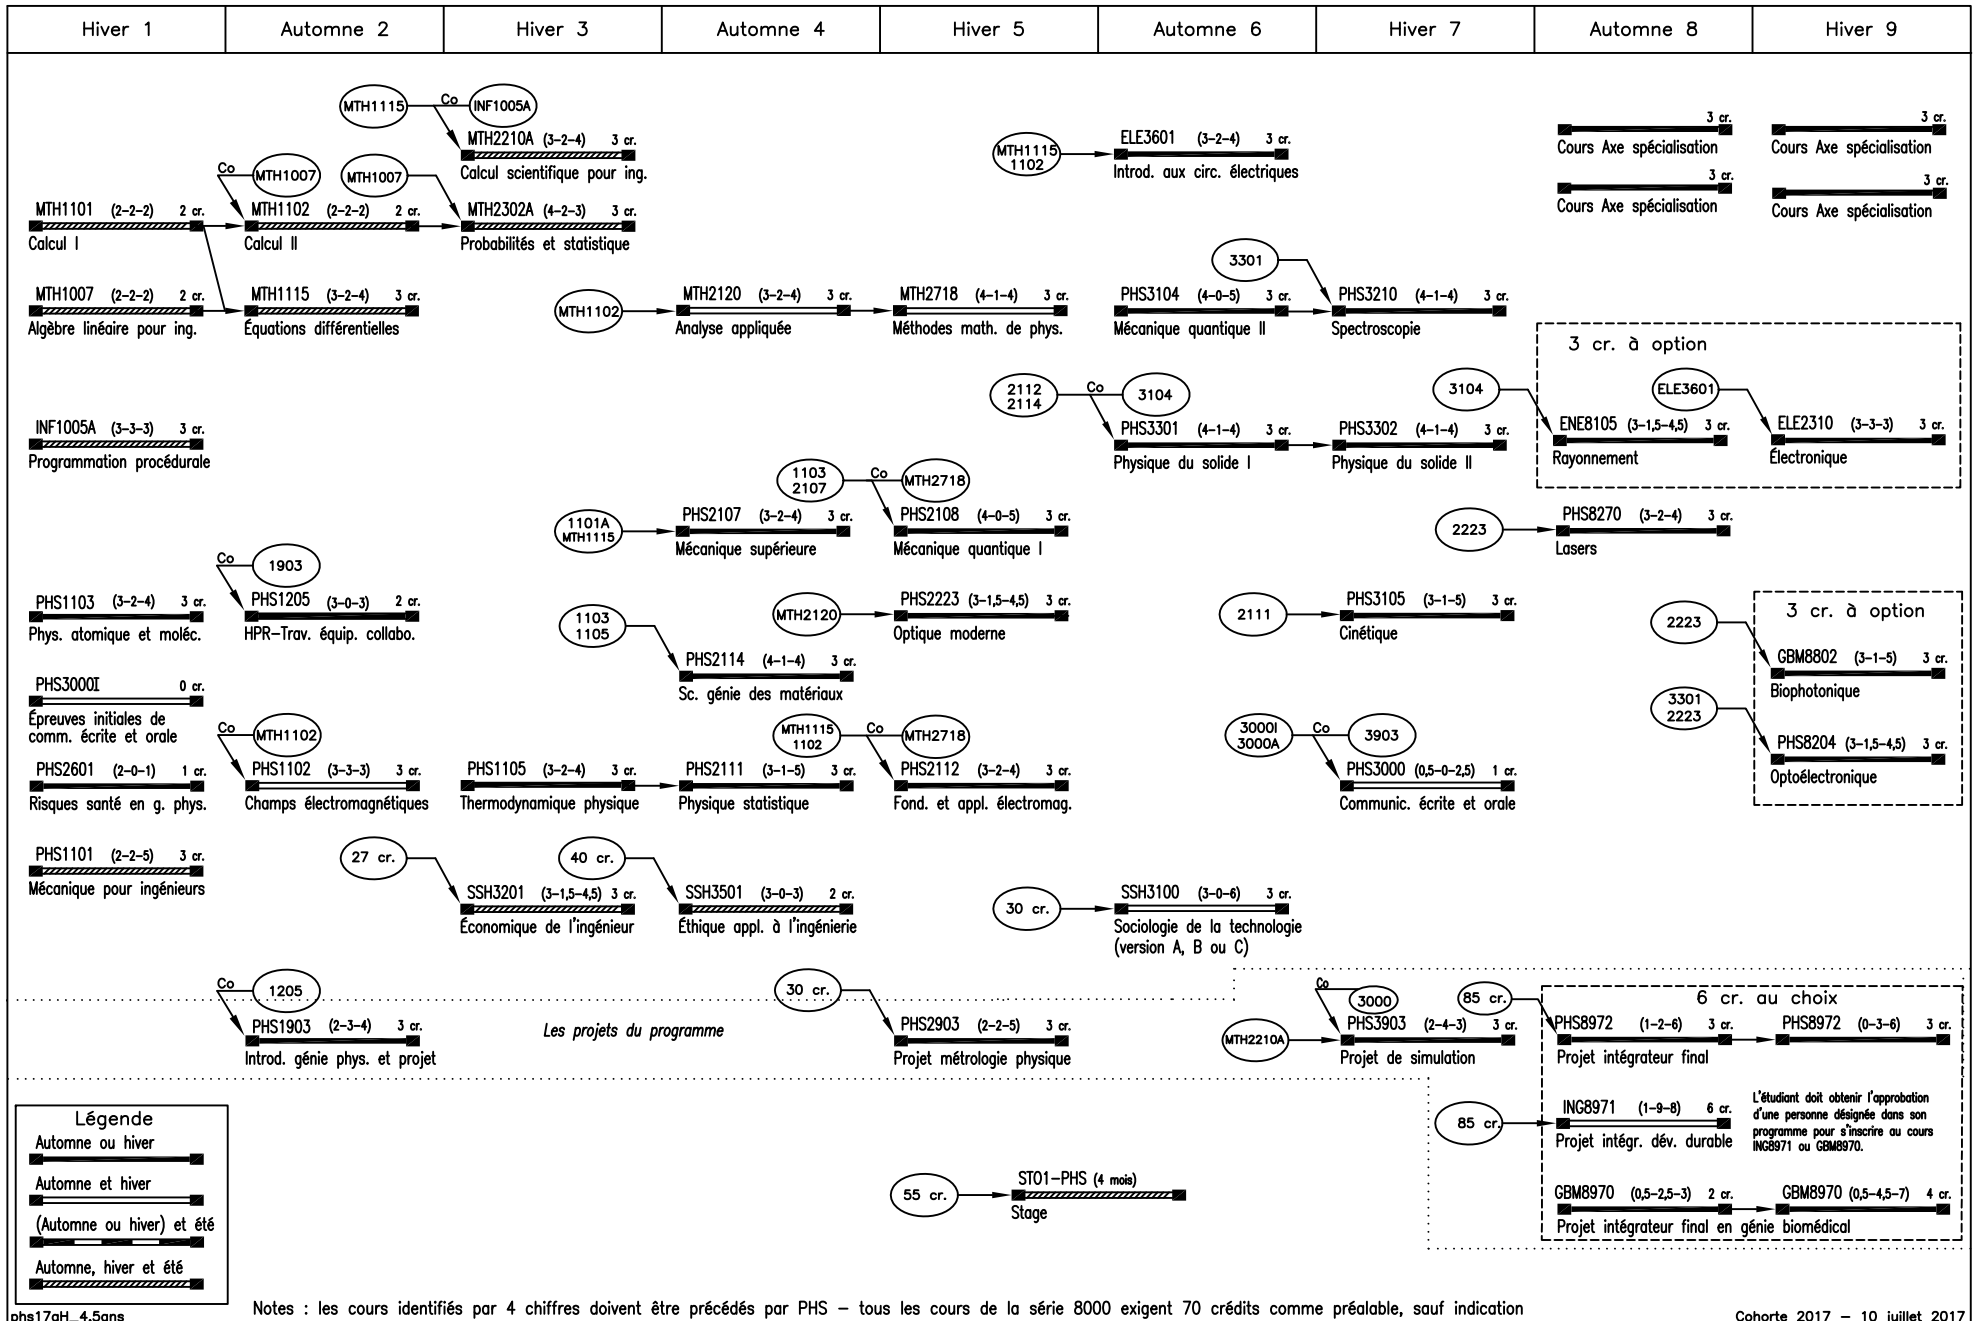 Hiver 1
Automne 2
Hiver 3
Automne 4
Hiver 5
Automne 6
Hiver 7
Automne 8
Hiver 9
MTH1115
Co
INF1005A
MTH2210A (3-2-4) 3 cr.
Calcul scientifique pour ing.
MTH1115
1102
ELE3601 (3-2-4) 3 cr.
Introd. aux circ. électriques
3 cr.
Cours Axe spécialisation
3 cr.
Cours Axe spécialisation
3 cr.
Cours Axe spécialisation
3 cr.
Cours Axe spécialisation
Co
MTH1007
MTH1007
MTH1101 (2-2-2) 2 cr.
Calcul I
MTH1102 (2-2-2) 2 cr.
Calcul II
MTH2302A (4-2-3) 3 cr.
Probabilités et statistique
3301
MTH1007 (2-2-2) 2 cr.
Algèbre linéaire pour ing.
MTH1115 (3-2-4) 3 cr.
Équations différentielles
MTH1102
MTH2120 (3-2-4) 3 cr.
Analyse appliquée
MTH2718 (4-1-4) 3 cr.
Méthodes math. de phys.
PHS3104 (4-0-5) 3 cr.
Mécanique quantique II
PHS3210 (4-1-4) 3 cr.
Spectroscopie
3 cr. à option
2112
2114
Co
3104
3104
ELE3601
INF1005A (3-3-3) 3 cr.
Programmation procédurale
PHS3301 (4-1-4) 3 cr.
Physique du solide I
PHS3302 (4-1-4) 3 cr.
Physique du solide II
ENE8105 (3-1,5-4,5) 3 cr.
Rayonnement
ELE2310 (3-3-3) 3 cr.
Électronique
1103
2107
Co
MTH2718
1101A
MTH1115
PHS2107 (3-2-4) 3 cr.
Mécanique supérieure
PHS2108 (4-0-5) 3 cr.
Mécanique quantique I
2223
PHS8270 (3-2-4) 3 cr.
Lasers
Co
1903
PHS1103 (3-2-4) 3 cr.
Phys. atomique et moléc.
PHS1205 (3-0-3) 2 cr.
HPR-Trav. équip. collabo.
1103
1105
MTH2120
PHS2223 (3-1,5-4,5) 3 cr.
Optique moderne
2111
PHS3105 (3-1-5) 3 cr.
Cinétique
2223
3 cr. à option
GBM8802 (3-1-5) 3 cr.
Biophotonique
PHS2114 (4-1-4) 3 cr.
Sc. génie des matériaux
PHS3000I 0 cr.
Épreuves initiales de
comm. écrite et orale
3301
2223
PHS8204 (3-1,5-4,5) 3 cr.
Optoélectronique
Co
MTH1102
MTH1115
1102
Co
MTH2718
3000I
3000A
Co
3903
PHS2601 (2-0-1) 1 cr.
Risques santé en g. phys.
PHS1102 (3-3-3) 3 cr.
Champs électromagnétiques
PHS1105 (3-2-4) 3 cr.
Thermodynamique physique
PHS2111 (3-1-5) 3 cr.
Physique statistique
PHS2112 (3-2-4) 3 cr.
Fond. et appl. électromag.
PHS3000 (0,5-0-2,5) 1 cr.
Communic. écrite et orale
PHS1101 (2-2-5) 3 cr.
Mécanique pour ingénieurs
27 cr.
SSH3201 (3-1,5-4,5) 3 cr.
Économique de l'ingénieur
40 cr.
SSH3501 (3-0-3) 2 cr.
Éthique appl. à l'ingénierie
30 cr.
SSH3100 (3-0-6) 3 cr.
Sociologie de la technologie
(version A, B ou C)
Co
1205
PHS1903 (2-3-4) 3 cr.
Introd. génie phys. et projet
Les projets du programme
30 cr.
PHS2903 (2-2-5) 3 cr.
Projet métrologie physique
Co
3000
MTH2210A
PHS3903 (2-4-3) 3 cr.
Projet de simulation
85 cr.
6 cr. au choix
PHS8972 (1-2-6) 3 cr.
Projet intégrateur final
PHS8972 (0-3-6) 3 cr.
85 cr.
ING8971 (1-9-8) 6 cr.
Projet intégr. dév. durable
L'étudiant doit obtenir l'approbation
d'une personne désignée dans son
programme pour s'inscrire au cours
ING8971 ou GBM8970.
GBM8970 (0,5-2,5-3) 2 cr.
GBM8970 (0,5-4,5-7) 4 cr.
Projet intégrateur final en génie biomédical
55 cr.
ST01-PHS (4 mois)
Stage
Légende
Automne ou hiver
Automne et hiver
(Automne ou hiver) et été
Automne, hiver et été
Notes : les cours identifiés par 4 chiffres doivent être précédés par PHS – tous les cours de la série 8000 exigent 70 crédits comme préalable, sauf indication
phs17aH_4.5ans
Cohorte 2017 – 10 juillet 2017